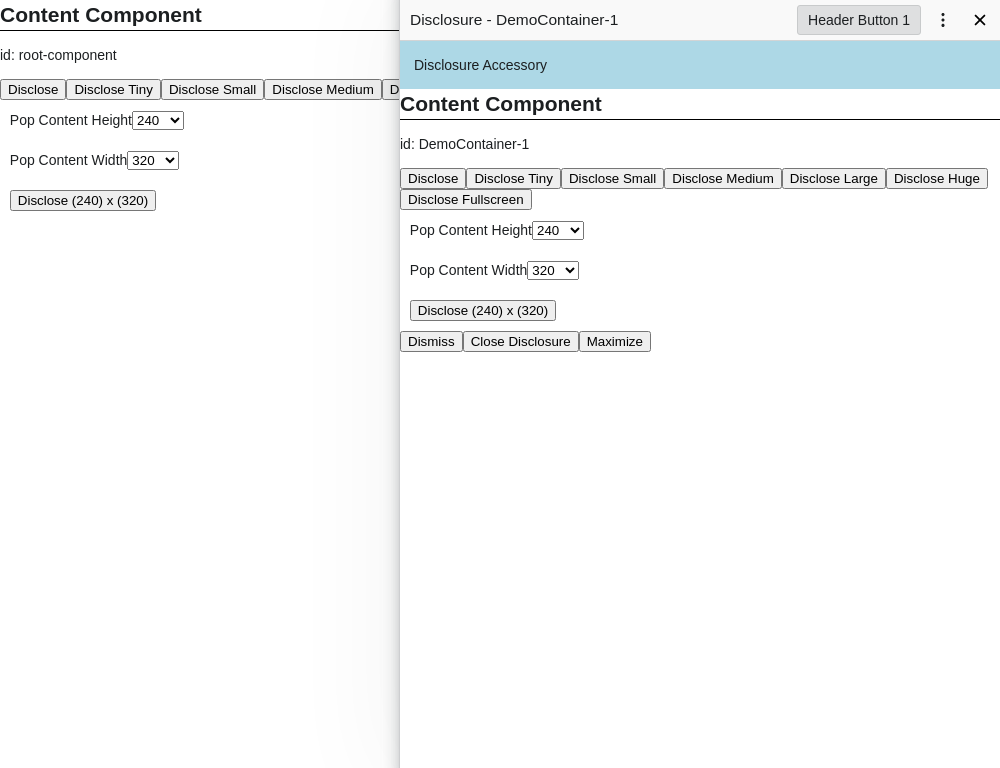 Content Component
id: root-component
Disclose Disclose Tiny Disclose Small Disclose Medium D
Pop Content Height 240
Pop Content Width 320
Disclose (240) x (320)
Disclosure - DemoContainer-1 Header Button 1
Disclosure Accessory
Content Component
id: DemoContainer-1
Disclose Disclose Tiny Disclose Small Disclose Medium Disclose Large Disclose Huge
Disclose Fullscreen
Pop Content Height 240
Pop Content Width 320
Disclose (240) x (320)
Dismiss Close Disclosure Maximize